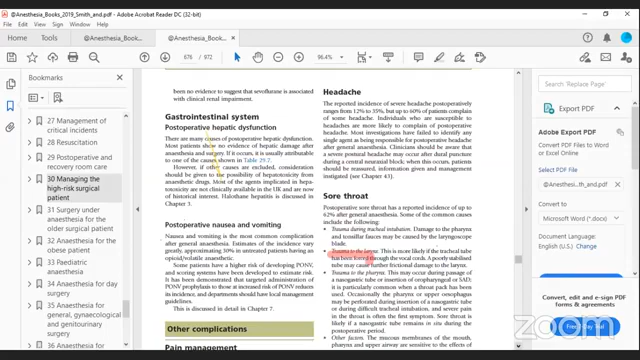 @Anesthesia_Books_2019_Smith_and.pdf - Adobe Acrobat Reader DC (32-bit)
File Edit View Sign Window Help
Home Tools @Anesthesia_Books... @Anesthesia_Books...
676 / 972 96.4%
Bookmarks
27 Management of
critical incidents
28 Resuscitation
29 Postoperative and
recovery room care
30 Managing the
high-risk surgical
patient
31 Surgery under
anaesthesia for the
older surgical patient
32 Anaesthesia for the
obese patient
33 Paediatric
anaesthesia
34 Anaesthesia for day
surgery
35 Anaesthesia for
general, gynaecological
and genitourinary
surgery
36 Anaesthesia for
been no evidence to suggest that sevoflurane is associated
with clinical renal impairment.
Gastrointestinal system
Postoperative hepatic dysfunction
There are many causes of postoperative hepatic dysfunction.
Most patients show no evidence of hepatic damage after
anaesthesia and surgery. If it occurs, it is usually attributable
to one of the causes shown in Table 29.7.
However, if other causes are excluded, consideration
should be given to the possibility of hepatotoxicity from
anaesthetic drugs. Most of the agents implicated in hepa-
totoxicity are not clinically available in the UK and are now
of historical interest. Halothane hepatitis is discussed in
Chapter 3.
Postoperative nausea and vomiting
Nausea and vomiting is the most common complication
after general anaesthesia. Estimates of the incidence vary
greatly, approximating 50% in untreated patients having an
opioid/volatile anaesthetic.
Some patients have a higher risk of developing PONV,
and scoring systems have been developed to estimate risk.
It has been demonstrated that targeted administration
of PONV prophylaxis to those at increased risk of PONV
reduces its incidence, and departments should have local
management guidelines.
This is discussed in detail in Chapter 7.
Other complications
Pain management
Headache
The reported incidence of severe headache postoperatively
ranges from 12% to 35%, but up to 60% of patients complain
of some headache. Individuals who are susceptible to
headaches are more likely to complain of postoperative
headache. Most investigations have failed to identify any
single agent as being responsible for postoperative headache
after general anaesthesia. Clinicians should be aware that
a severe postural headache may occur after dural puncture
during a central neuraxial block; when this occurs, patients
should be reassured, information given and management
instigated (see Chapter 43).
Sore throat
Postoperative sore throat has a reported incidence of up to
62% after general anaesthesia. Some of the common causes
include the following:
• Trauma during tracheal intubation. Damage to the pharynx
and tonsillar fauces may be caused by the laryngoscope
blade.
• Trauma to the larynx. This is more likely if the tracheal tube
has been forced through the vocal cords. A poorly stabilised
tube may cause further frictional damage to the larynx.
• Trauma to the pharynx. This may occur during passage of
a nasogastric tube or insertion of oropharyngeal or SAD;
it is particularly common when a throat pack has been
used. Occasionally the pharynx or upper oesophagus
may be perforated during insertion of a nasogastric tube
or during difficult tracheal intubation, and severe pain
in the throat is often the first symptom. Sore throat is
likely if a nasogastric tube remains in situ during the
postoperative period.
• Other factors. The mucous membranes of the mouth,
pharynx and upper airway are sensitive to the effects of
Search 'Replace Page'
Export PDF
Adobe Export PDF
Convert PDF Files to Word
or Excel Online
@Anesthe...ith_and.pdf
Convert to
Microsoft Word (*.docx)
Document Language:
English (U.S.) Change
Edit, convert and e-sign PDF
forms & agreements
Free 7-Day Trial
zoom